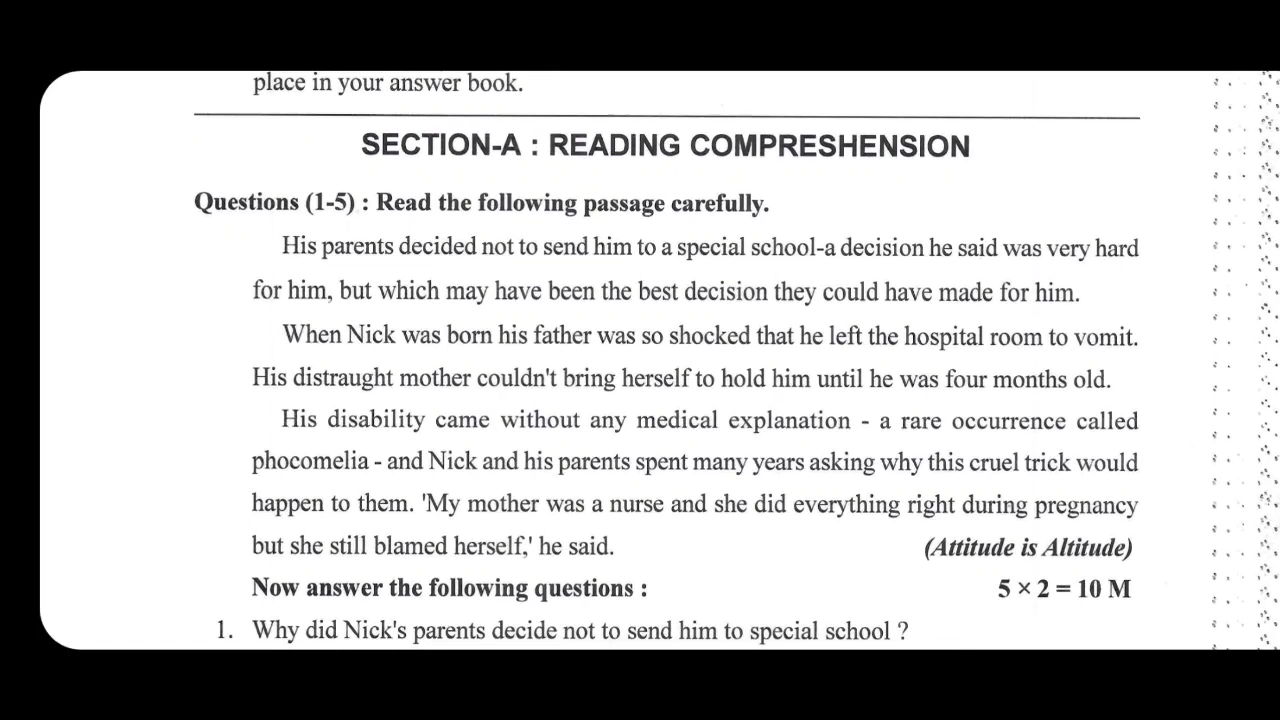 place in your answer book.
SECTION-A : READING COMPRESHENSION
Questions (1-5) : Read the following passage carefully.
His parents decided not to send him to a special school-a decision he said was very hard
for him, but which may have been the best decision they could have made for him.
When Nick was born his father was so shocked that he left the hospital room to vomit.
His distraught mother couldn't bring herself to hold him until he was four months old.
His disability came without any medical explanation - a rare occurrence called
phocomelia - and Nick and his parents spent many years asking why this cruel trick would
happen to them. 'My mother was a nurse and she did everything right during pregnancy
but she still blamed herself,' he said. (Attitude is Altitude)
Now answer the following questions : 5 × 2 = 10 M
1. Why did Nick's parents decide not to send him to special school ?